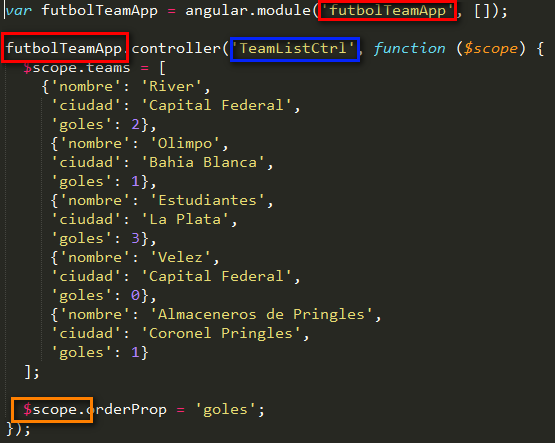 var futbolTeamApp = angular.module('futbolTeamApp', []);
futbolTeamApp.controller('TeamListCtrl', function ($scope) {
$scope.teams = [
{'nombre': 'River',
'ciudad': 'Capital Federal',
'goles': 2},
{'nombre': 'Olimpo',
'ciudad': 'Bahia Blanca',
'goles': 1},
{'nombre': 'Estudiantes',
'ciudad': 'La Plata',
'goles': 3},
{'nombre': 'Velez',
'ciudad': 'Capital Federal',
'goles': 0},
{'nombre': 'Almaceneros de Pringles',
'ciudad': 'Coronel Pringles',
'goles': 1}
];
$scope.orderProp = 'goles';
});